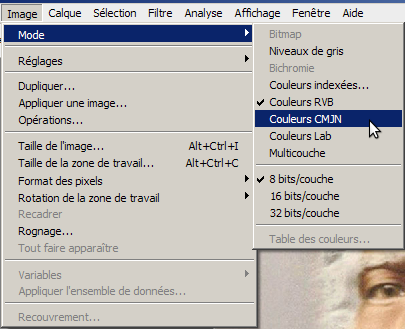 Image Calque Sélection Filtre Analyse Affichage Fenêtre Aide
Mode
Réglages
Dupliquer...
Appliquer une image...
Opérations...
Taille de l'image... Alt+Ctrl+I
Taille de la zone de travail... Alt+Ctrl+C
Format des pixels
Rotation de la zone de travail
Recadrer
Rognage...
Tout faire apparaître
Variables
Appliquer l'ensemble de données...
Recouvrement...
Bitmap
Niveaux de gris
Bichromie
Couleurs indexées...
Couleurs RVB
Couleurs CMJN
Couleurs Lab
Multicouche
8 bits/couche
16 bits/couche
32 bits/couche
Table des couleurs...